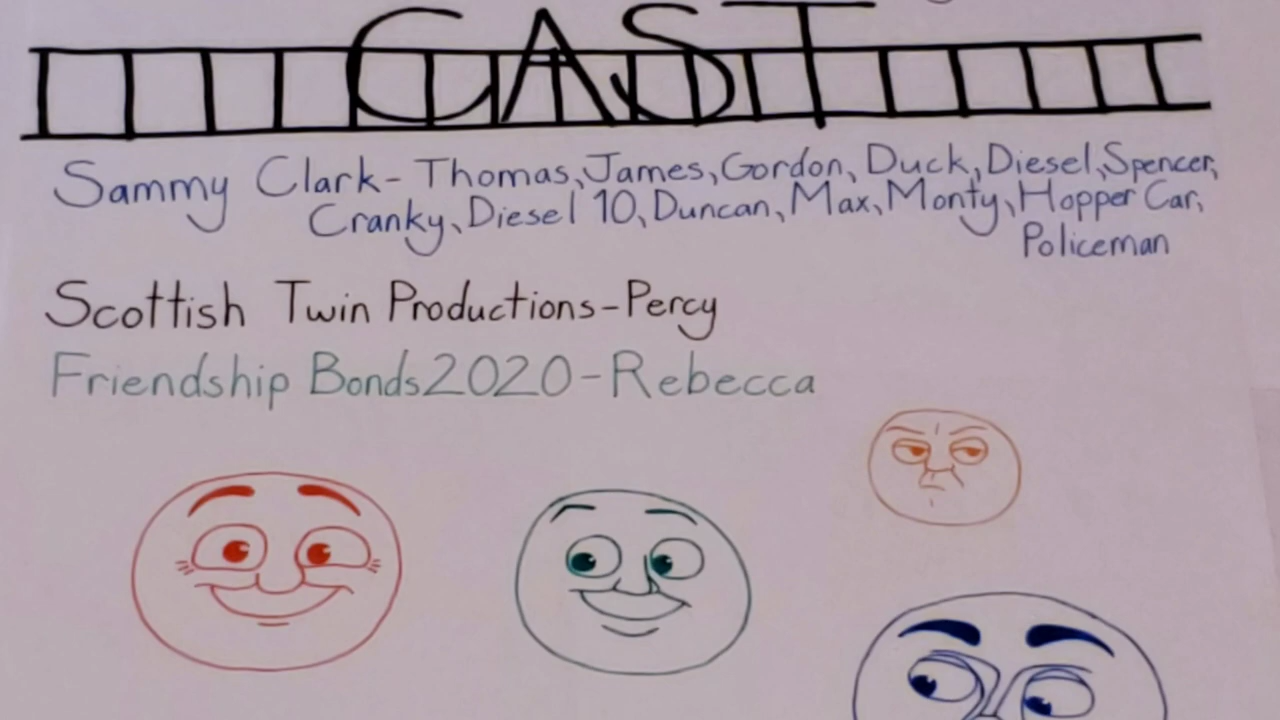 CAST
Sammy Clark- Thomas, James, Gordon, Duck, Diesel, Spencer,
Cranky, Diesel 10, Duncan, Max, Monty, Hopper Car,
Policeman
Scottish Twin Productions-Percy
Friendship Bonds2020-Rebecca